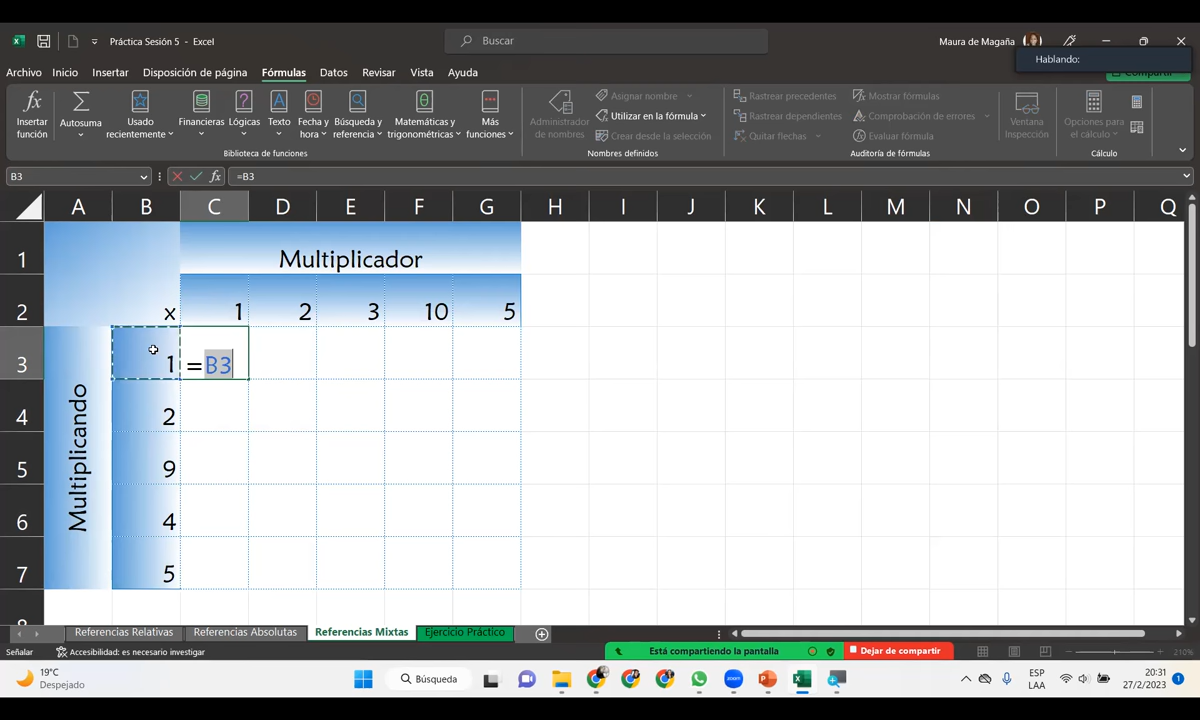 Práctica Sesión 5 - Excel
Buscar
Maura de Magaña
Hablando:
Archivo Inicio Insertar Disposición de página Fórmulas Datos Revisar Vista Ayuda
Compartir
Insertar función
Autosuma
Usado recientemente
Financieras
Lógicas
Texto
Fecha y hora
Búsqueda y referencia
Matemáticas y trigonométricas
Más funciones
Biblioteca de funciones
Administrador de nombres
Asignar nombre
Utilizar en la fórmula
Crear desde la selección
Nombres definidos
Rastrear precedentes
Rastrear dependientes
Quitar flechas
Mostrar fórmulas
Comprobación de errores
Evaluar fórmula
Auditoría de fórmulas
Ventana Inspección
Opciones para el cálculo
Cálculo
B3 fx =B3
A B C D E F G H I J K L M N O P Q
1 Multiplicador
2 x 1 2 3 10 5
Multiplicando
3 1 =B3
4 2
5 9
6 4
7 5
8
Referencias Relativas Referencias Absolutas Referencias Mixtas Ejercicio Práctico
Señalar Accesibilidad: es necesario investigar
Está compartiendo la pantalla Dejar de compartir
210%
19°C
Despejado
Búsqueda
zoom
ESP
LAA
20:31
27/2/2023
1